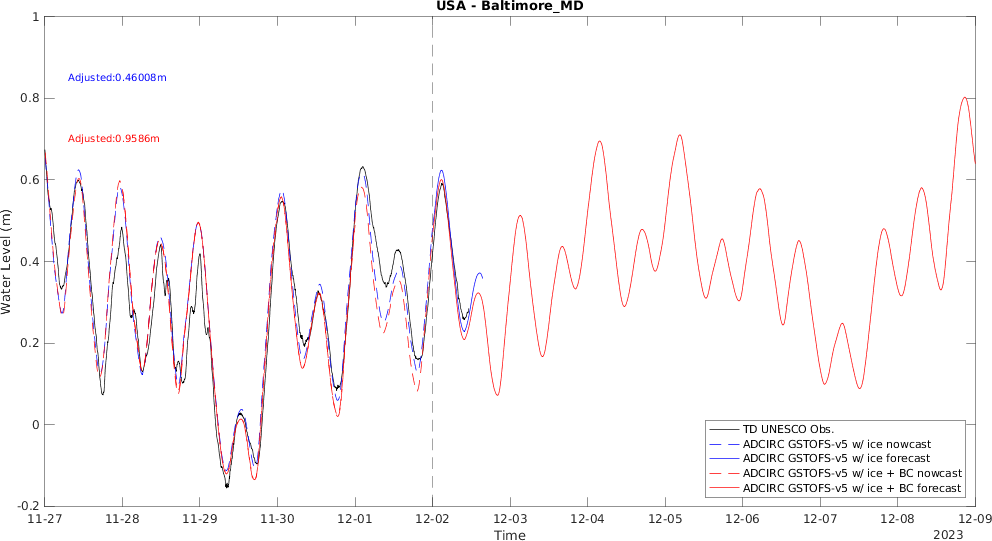 USA - Baltimore_MD
1
0.8
0.6
0.4
0.2
0
-0.2
Water Level (m)
Adjusted:0.46008m
Adjusted:0.9586m
TD UNESCO Obs.
ADCIRC GSTOFS-v5 w/ ice nowcast
ADCIRC GSTOFS-v5 w/ ice forecast
ADCIRC GSTOFS-v5 w/ ice + BC nowcast
ADCIRC GSTOFS-v5 w/ ice + BC forecast
11-27 11-28 11-29 11-30 12-01 12-02 12-03 12-04 12-05 12-06 12-07 12-08 12-09
Time
2023